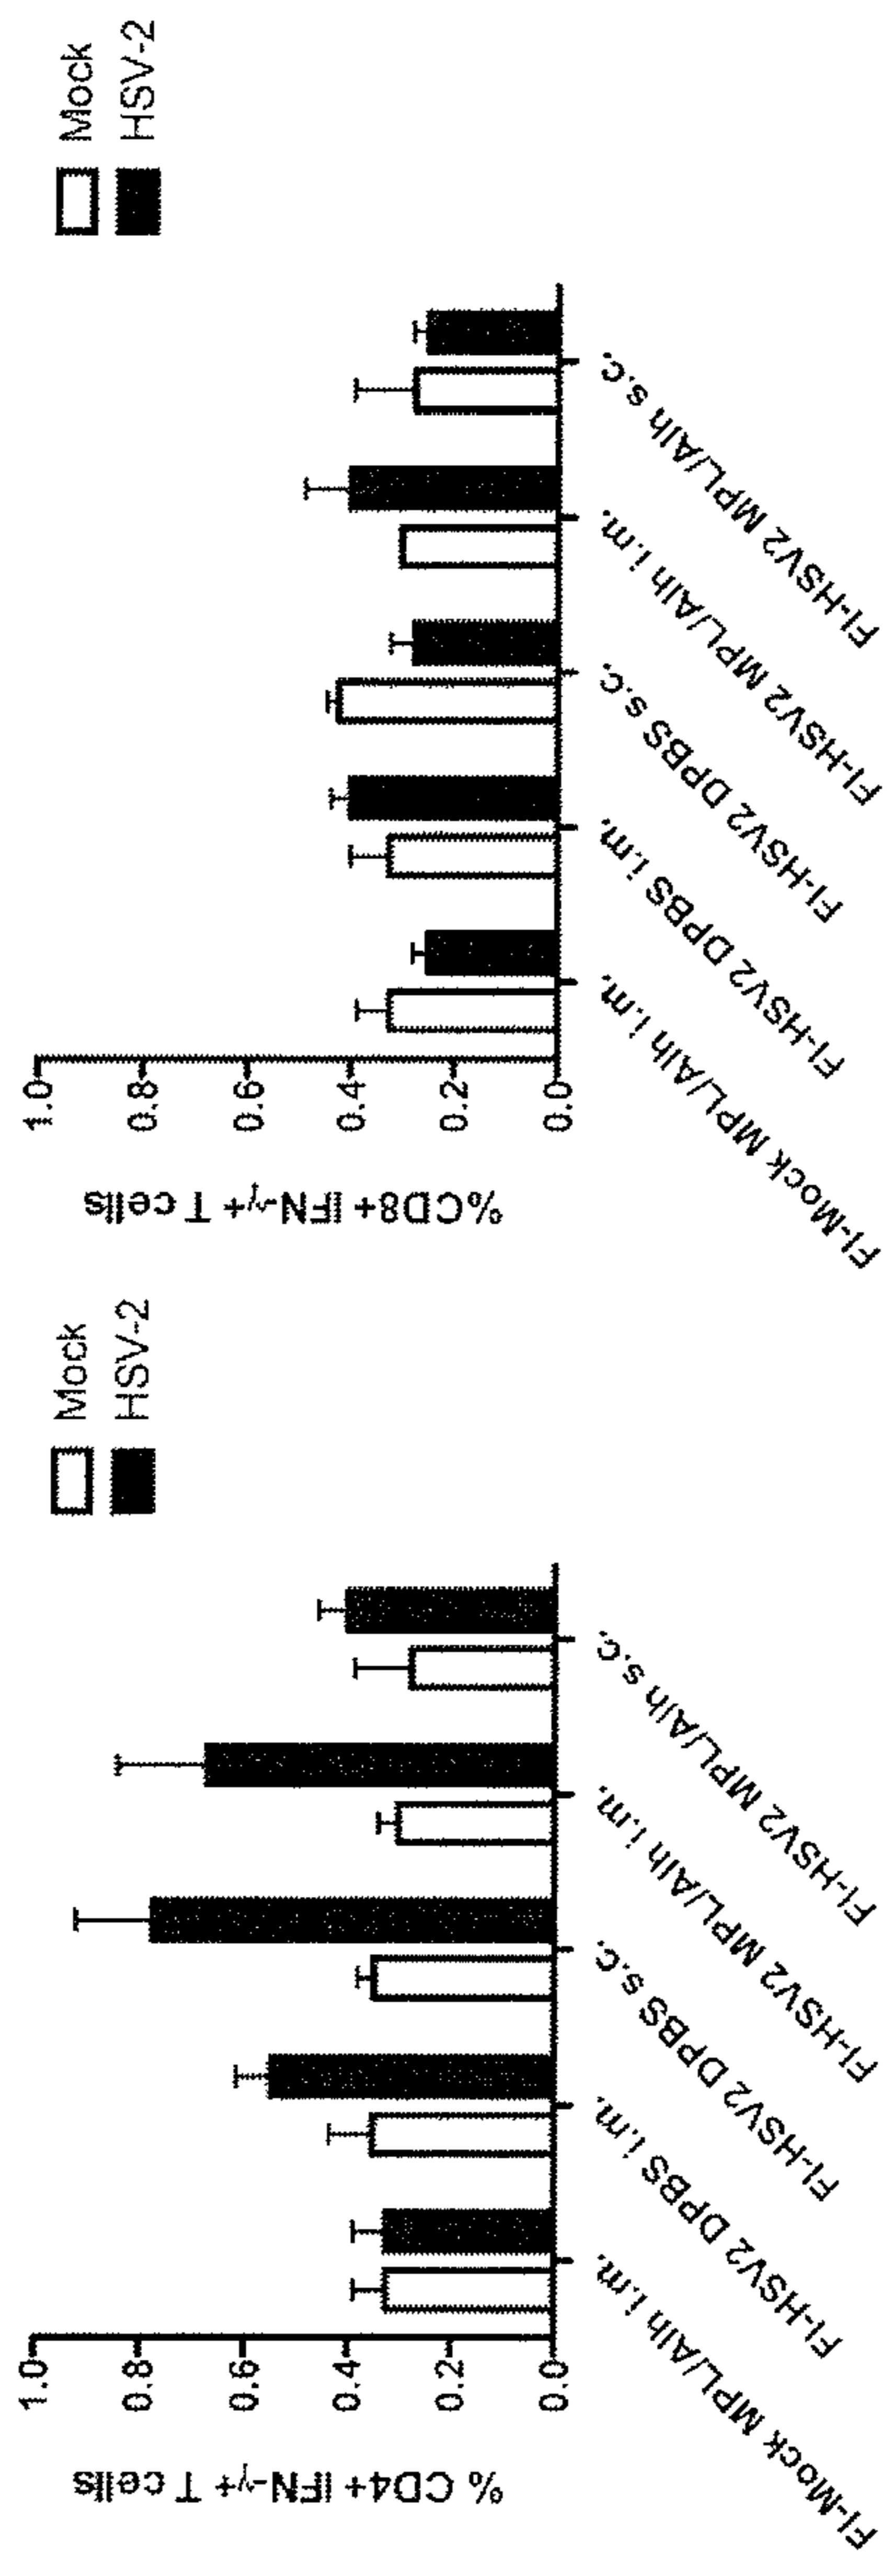 % CD4+ IFN-γ+ T cells
1.0
0.8
0.6
0.4
0.2
0.0
FI-Mock MPL/Alh i.m.
FI-HSV2 DPBS i.m.
FI-HSV2 DPBS s.c.
FI-HSV2 MPL/Alh i.m.
FI-HSV2 MPL/Alh s.c.
Mock
HSV-2
%CD8+ IFN-γ+ T cells
1.0
0.8
0.6
0.4
0.2
0.0
FI-Mock MPL/Alh i.m.
FI-HSV2 DPBS i.m.
FI-HSV2 DPBS s.c.
FI-HSV2 MPL/Alh i.m.
FI-HSV2 MPL/Alh s.c.
Mock
HSV-2